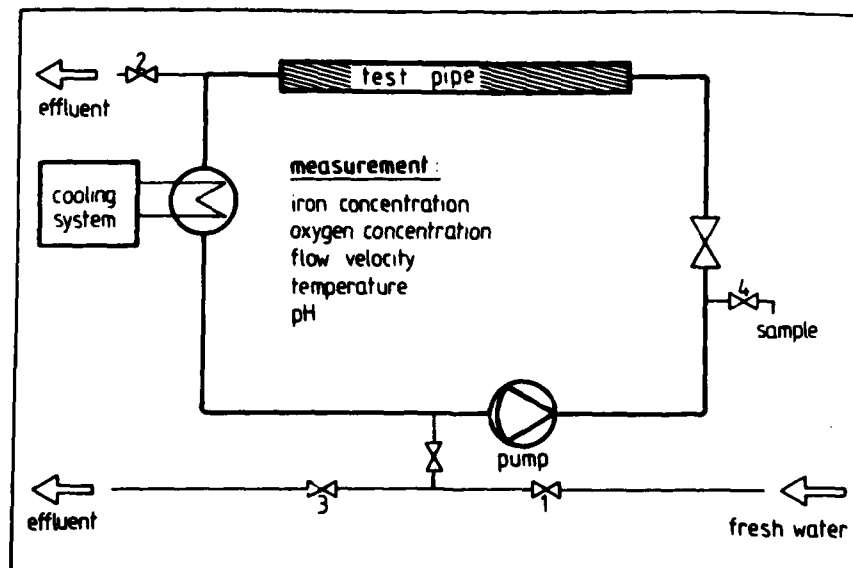 2
test pipe
effluent
cooling
system
measurement :
iron concentration
oxygen concentration
flow velocity
temperature
pH
4
sample
pump
effluent
3
1
fresh water